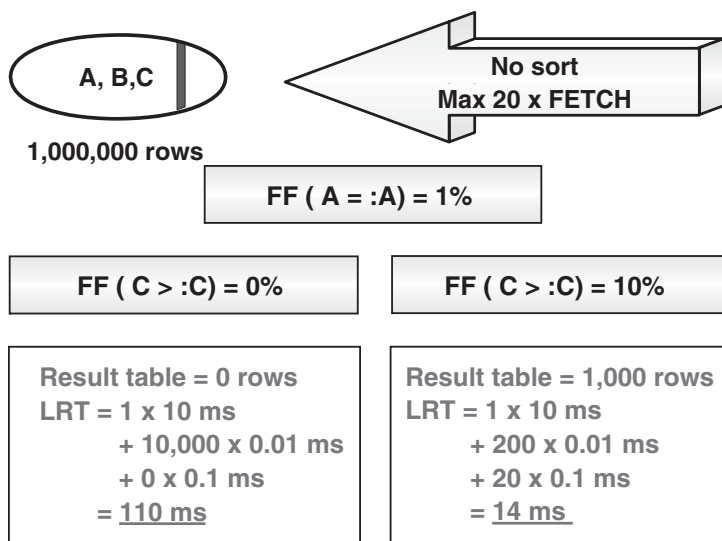 A, B,C
No sort
Max 20 x FETCH
1,000,000 rows
FF ( A = :A) = 1%
FF ( C > :C) = 0%
FF ( C > :C) = 10%
Result table = 0 rows
LRT = 1 x 10 ms
+ 10,000 x 0.01 ms
+ 0 x 0.1 ms
= 110 ms
Result table = 1,000 rows
LRT = 1 x 10 ms
+ 200 x 0.01 ms
+ 20 x 0.1 ms
= 14 ms